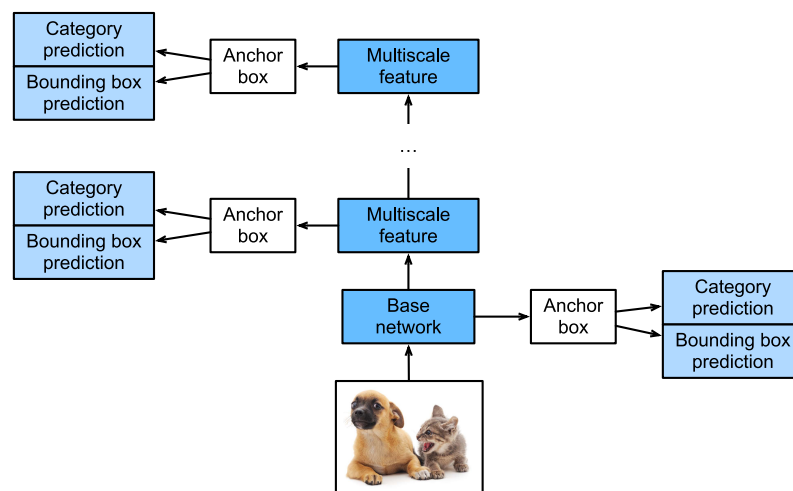 Category
prediction
Bounding box
prediction
Anchor
box
Multiscale
feature
...
Category
prediction
Bounding box
prediction
Anchor
box
Multiscale
feature
Base
network
Anchor
box
Category
prediction
Bounding box
prediction